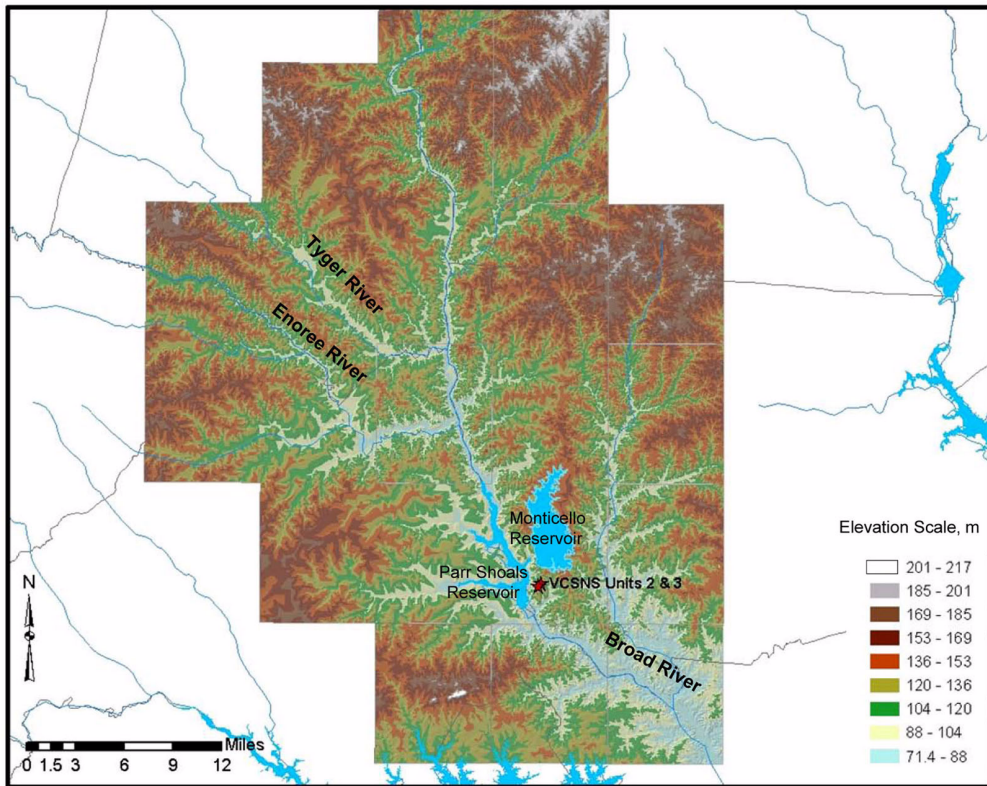 Tyger River
Enoree River
Monticello
Reservoir
Parr Shoals
Reservoir
VCSNS Units 2 & 3
Broad River
Elevation Scale, m
201 - 217
185 - 201
169 - 185
153 - 169
136 - 153
120 - 136
104 - 120
88 - 104
71.4 - 88
N
Miles
0 1.5 3 6 9 12